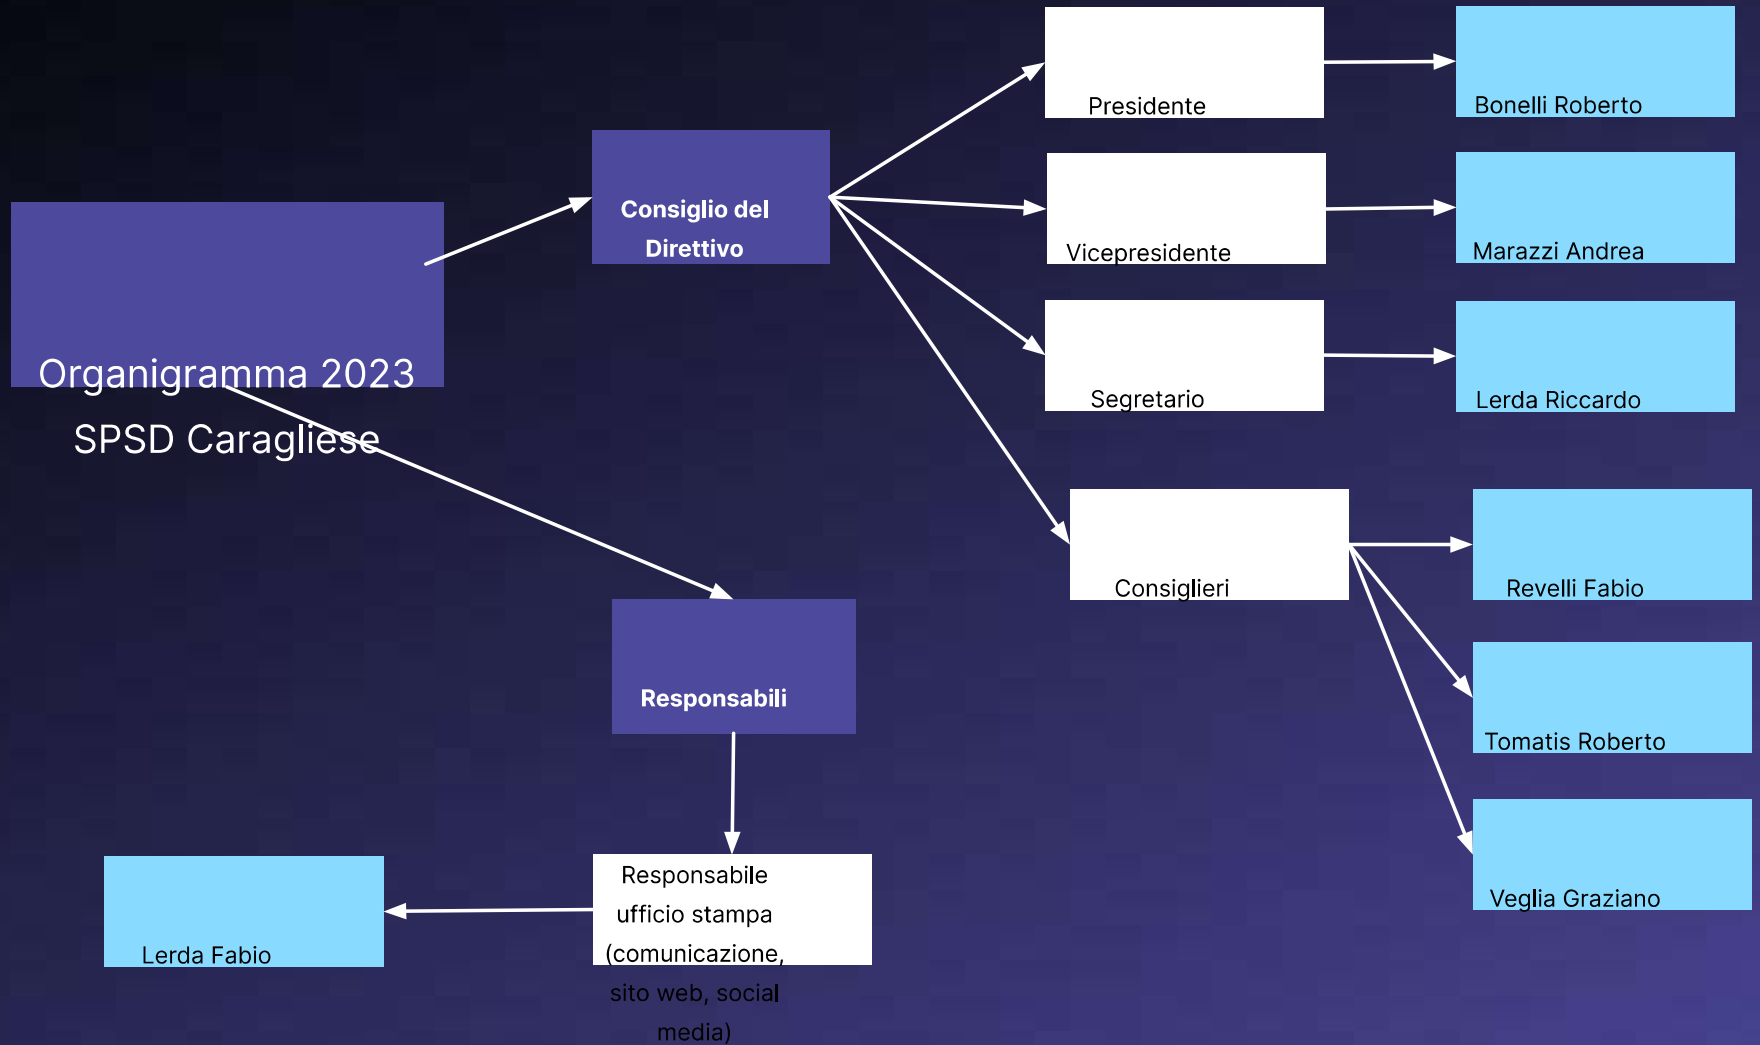 Organigramma 2023
SPSD Caragliese
Consiglio del
Direttivo
Presidente
Bonelli Roberto
Vicepresidente
Marazzi Andrea
Segretario
Lerda Riccardo
Consiglieri
Revelli Fabio
Tomatis Roberto
Veglia Graziano
Responsabili
Responsabile
ufficio stampa
(comunicazione,
sito web, social
media)
Lerda Fabio